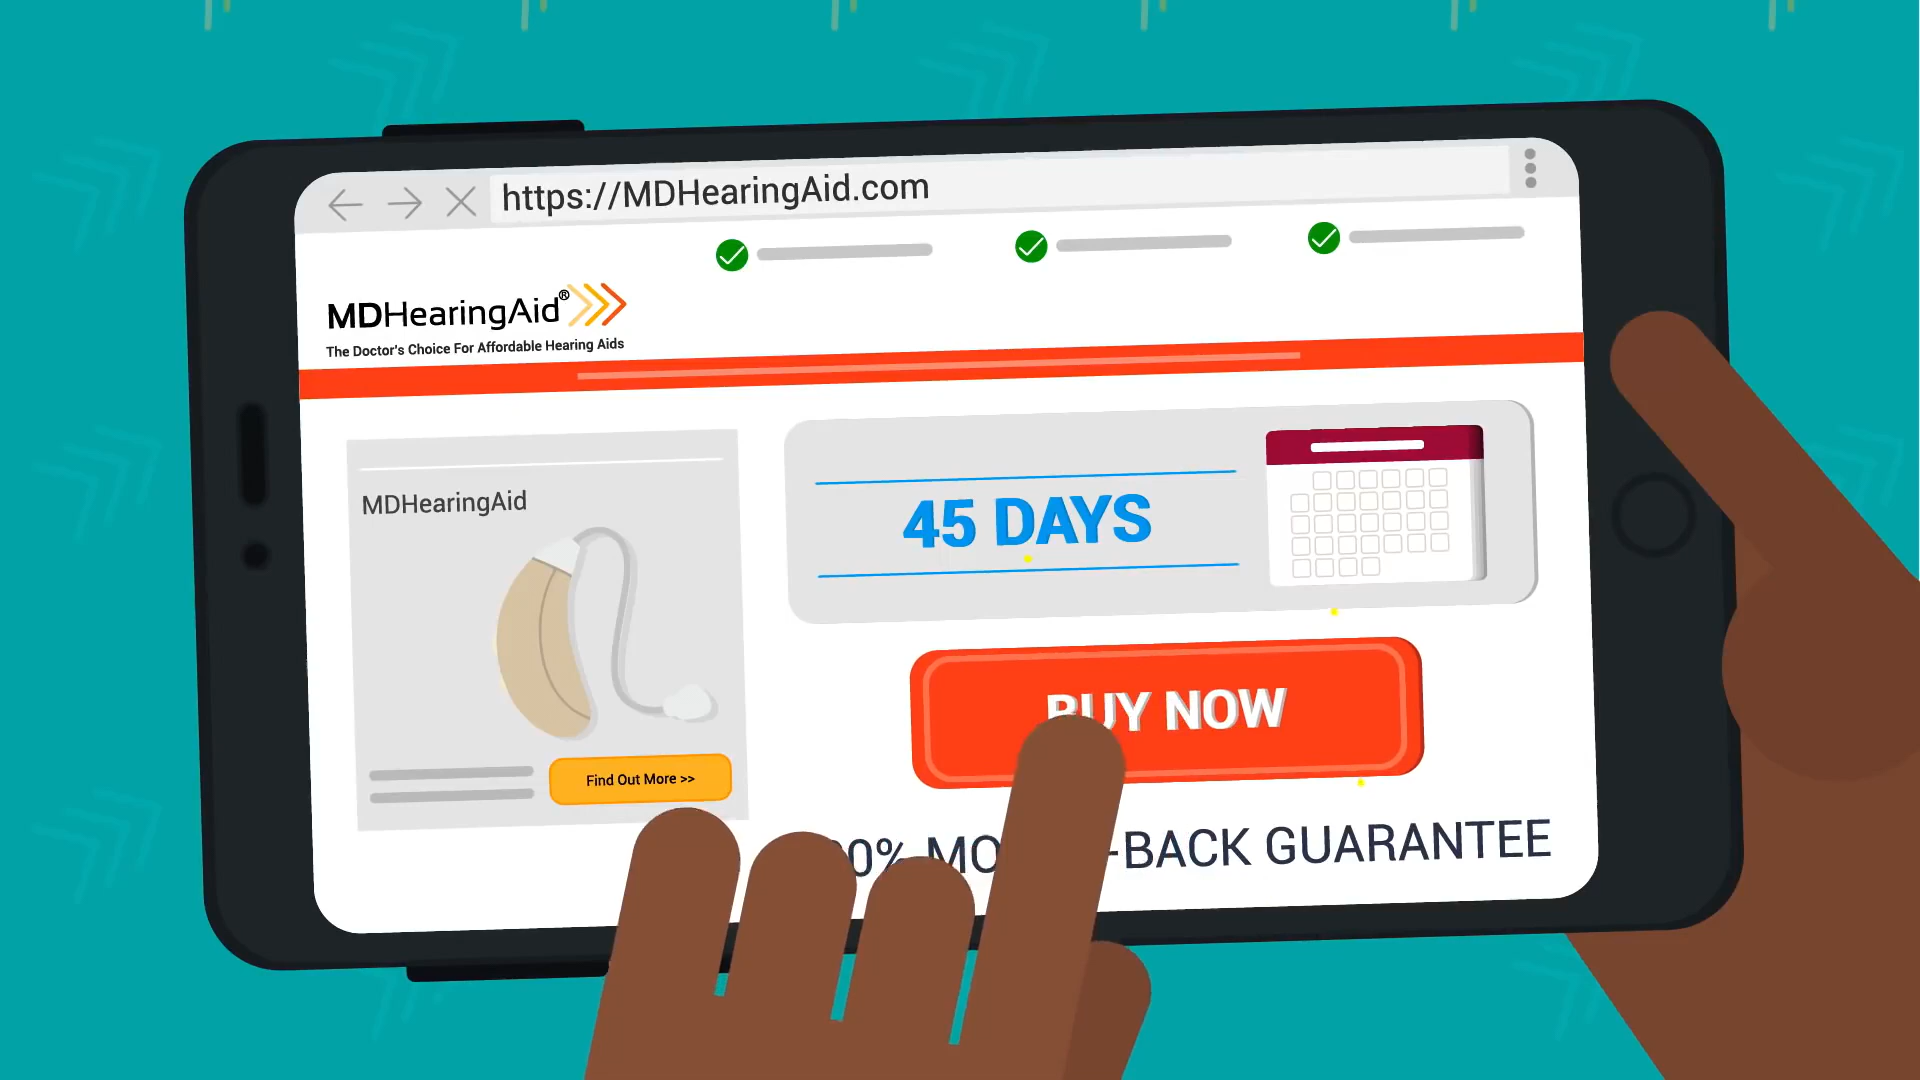 https://MDHearingAid.com
MDHearingAid®
The Doctor's Choice For Affordable Hearing Aids
MDHearingAid
45 DAYS
BUY NOW
Find Out More >>
-BACK GUARANTEE